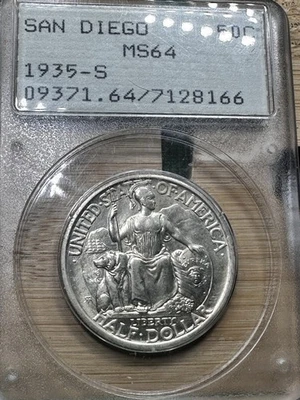 SAN DIEGO 50C
MS64
1935-S
09371.64/7128166
UNITED·STATES·OF·AMERICA·
LIBERTY
HALF·DOLLAR